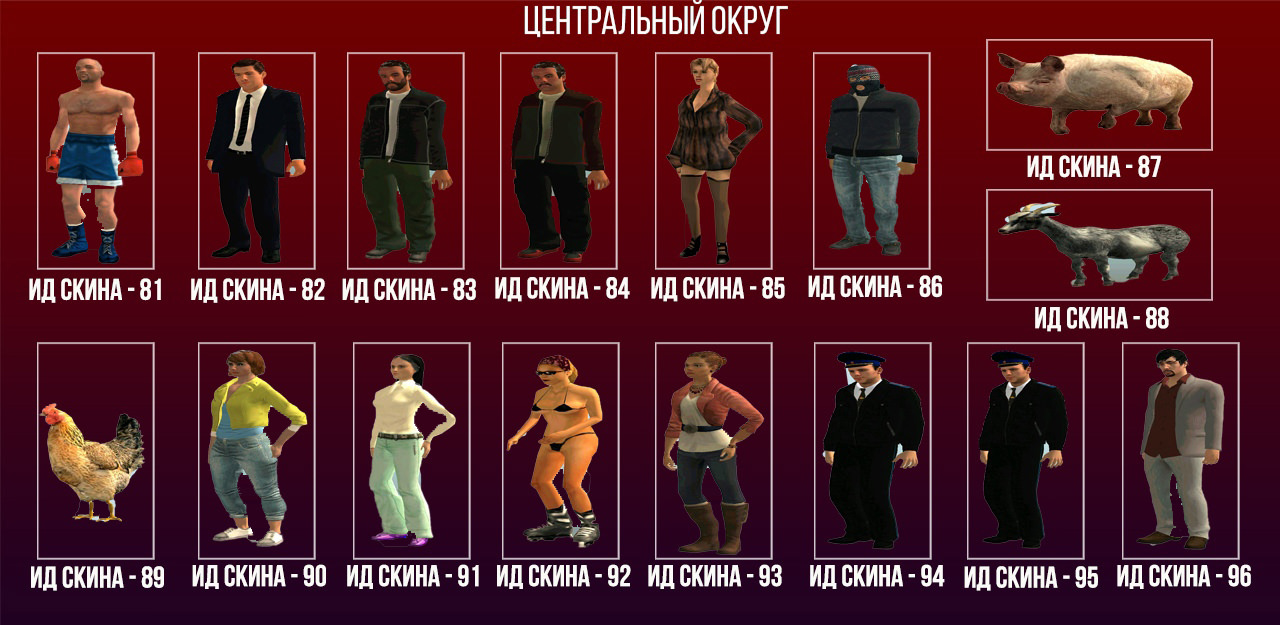 ЦЕНТРАЛЬНЫЙ ОКРУГ
ИД СКИНА - 81
ИД СКИНА - 82
ИД СКИНА - 83
ИД СКИНА - 84
ИД СКИНА - 85
ИД СКИНА - 86
ИД СКИНА - 87
ИД СКИНА - 88
ИД СКИНА - 89
ИД СКИНА - 90
ИД СКИНА - 91
ИД СКИНА - 92
ИД СКИНА - 93
ИД СКИНА - 94
ИД СКИНА - 95
ИД СКИНА - 96